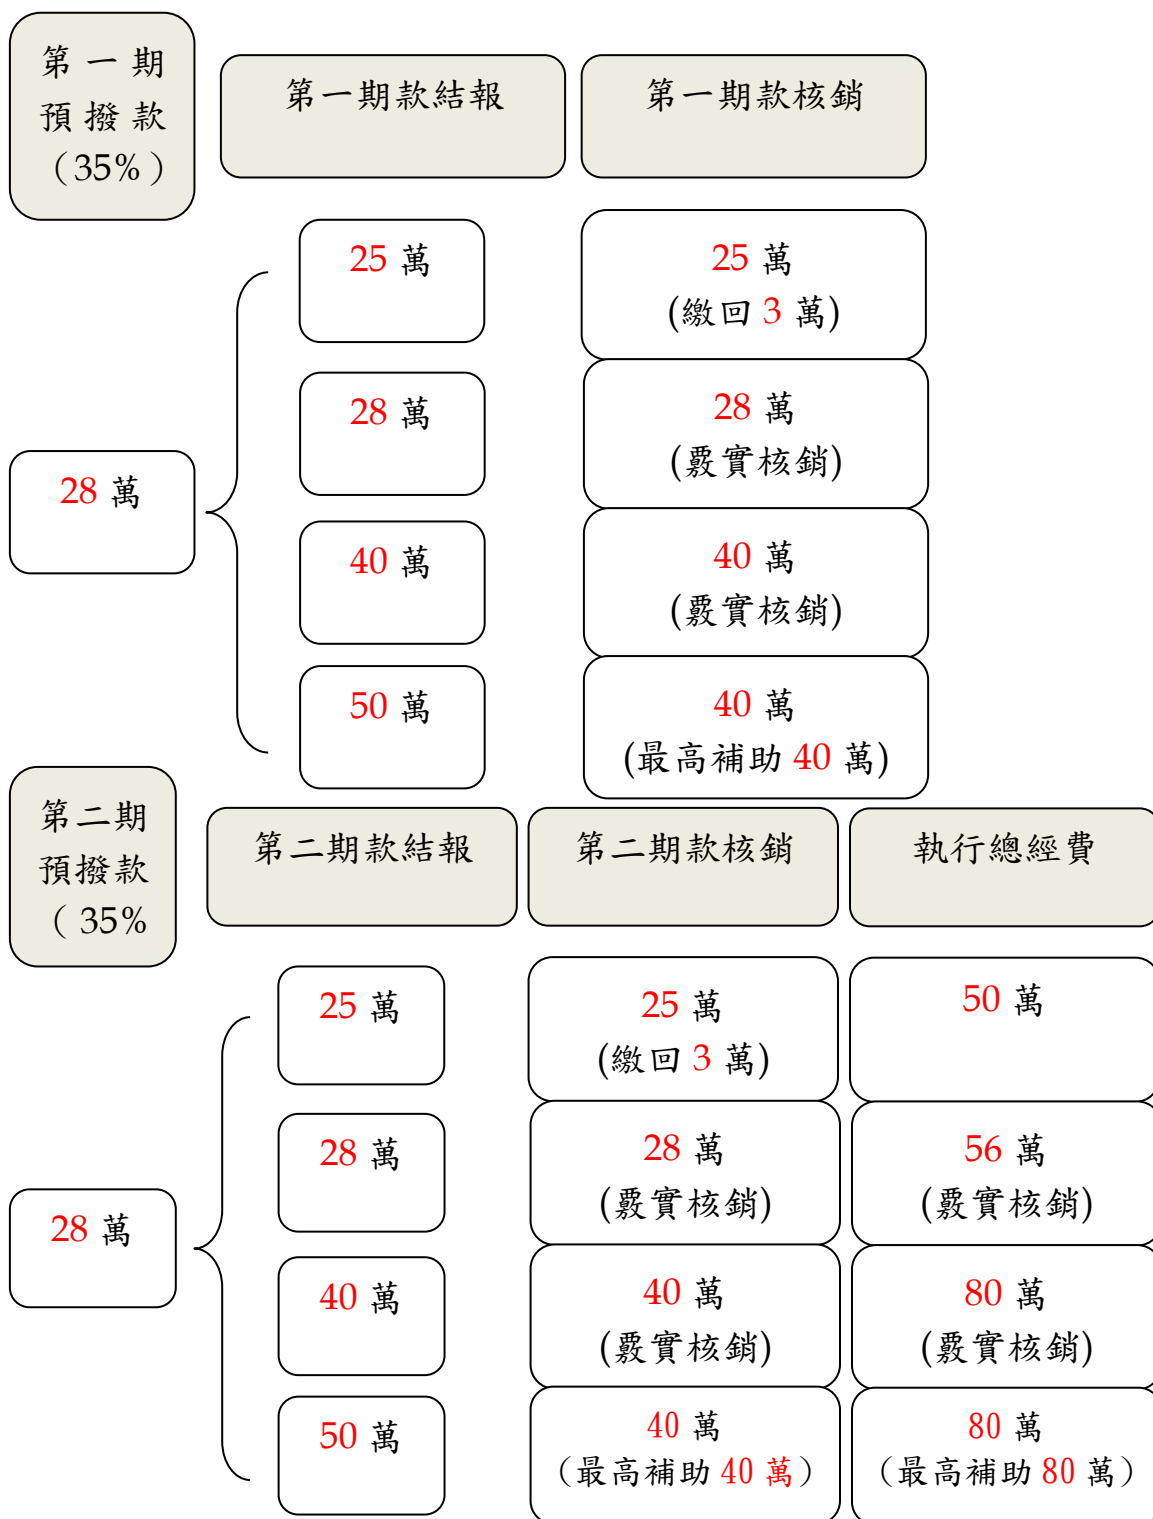 第一期
預撥款
（35%）
第一期款結報
第一期款核銷
25 萬
25 萬
(繳回 3 萬)
28 萬
28 萬
(覈實核銷)
28 萬
40 萬
40 萬
(覈實核銷)
50 萬
40 萬
(最高補助 40 萬)
第二期
預撥款
（35%
第二期款結報
第二期款核銷
執行總經費
25 萬
25 萬
(繳回 3 萬)
50 萬
28 萬
28 萬
(覈實核銷)
56 萬
(覈實核銷)
28 萬
40 萬
40 萬
(覈實核銷)
80 萬
(覈實核銷)
50 萬
40 萬
（最高補助 40 萬）
80 萬
（最高補助 80 萬）